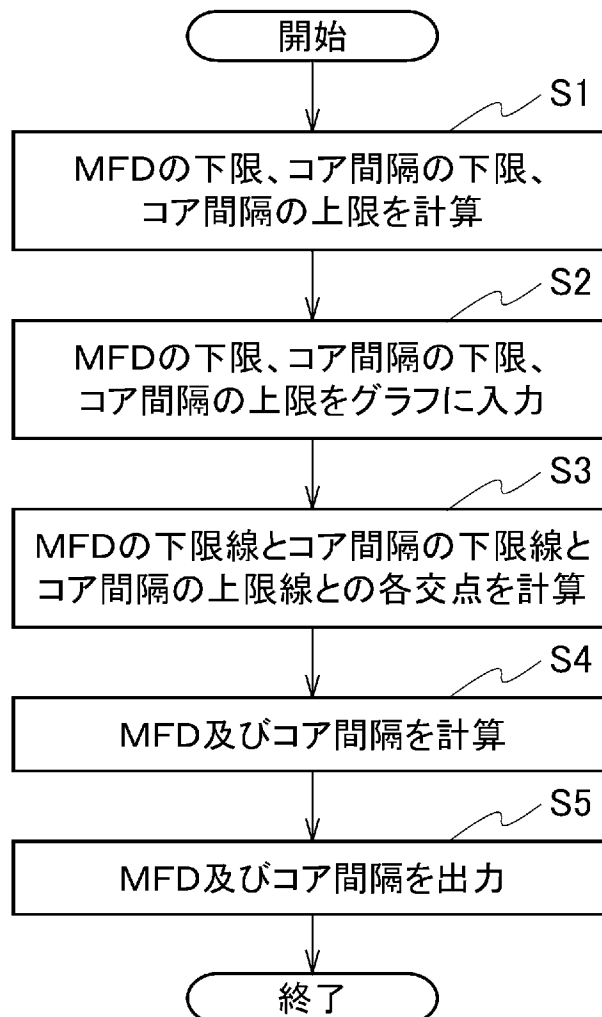 開始
S1
MFDの下限、コア間隔の下限、
コア間隔の上限を計算
S2
MFDの下限、コア間隔の下限、
コア間隔の上限をグラフに入力
S3
MFDの下限線とコア間隔の下限線と
コア間隔の上限線との各交点を計算
S4
MFD及びコア間隔を計算
S5
MFD及びコア間隔を出力
終了